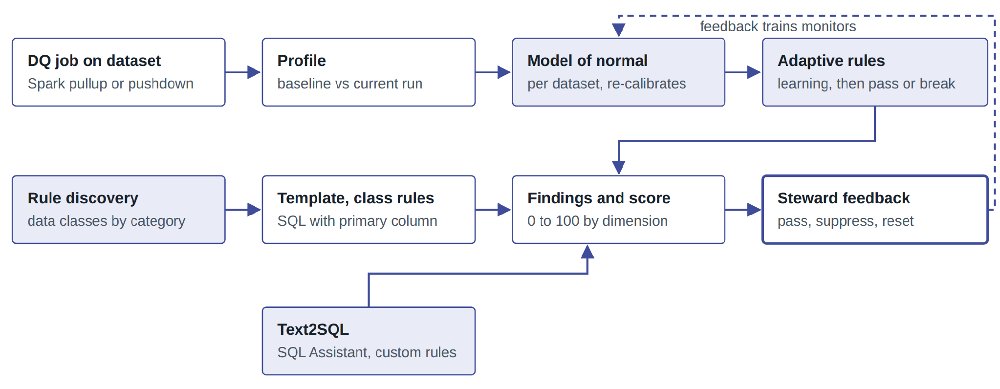 feedback trains monitors
DQ job on dataset
Spark pullup or pushdown
Profile
baseline vs current run
Model of normal
per dataset, re-calibrates
Adaptive rules
learning, then pass or break
Rule discovery
data classes by category
Template, class rules
SQL with primary column
Findings and score
0 to 100 by dimension
Steward feedback
pass, suppress, reset
Text2SQL
SQL Assistant, custom rules